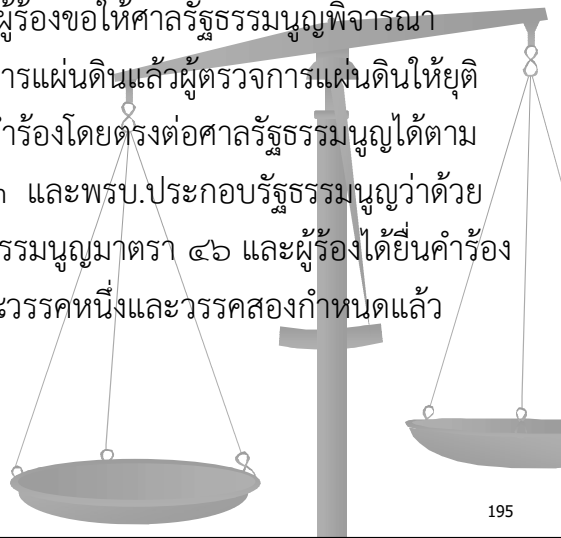 ผู้ร้องขอให้ศาลรัฐธรรมนูญพิจารณา
การแผ่นดินแล้วผู้ตรวจการแผ่นดินให้ยุติ
คำร้องโดยตรงต่อศาลรัฐธรรมนูญได้ตาม
และพรบ.ประกอบรัฐธรรมนูญว่าด้วย
ธรรมนูญมาตรา ๔๖ และผู้ร้องได้ยื่นคำร้อง
วรรคหนึ่งและวรรคสองกำหนดแล้ว
195